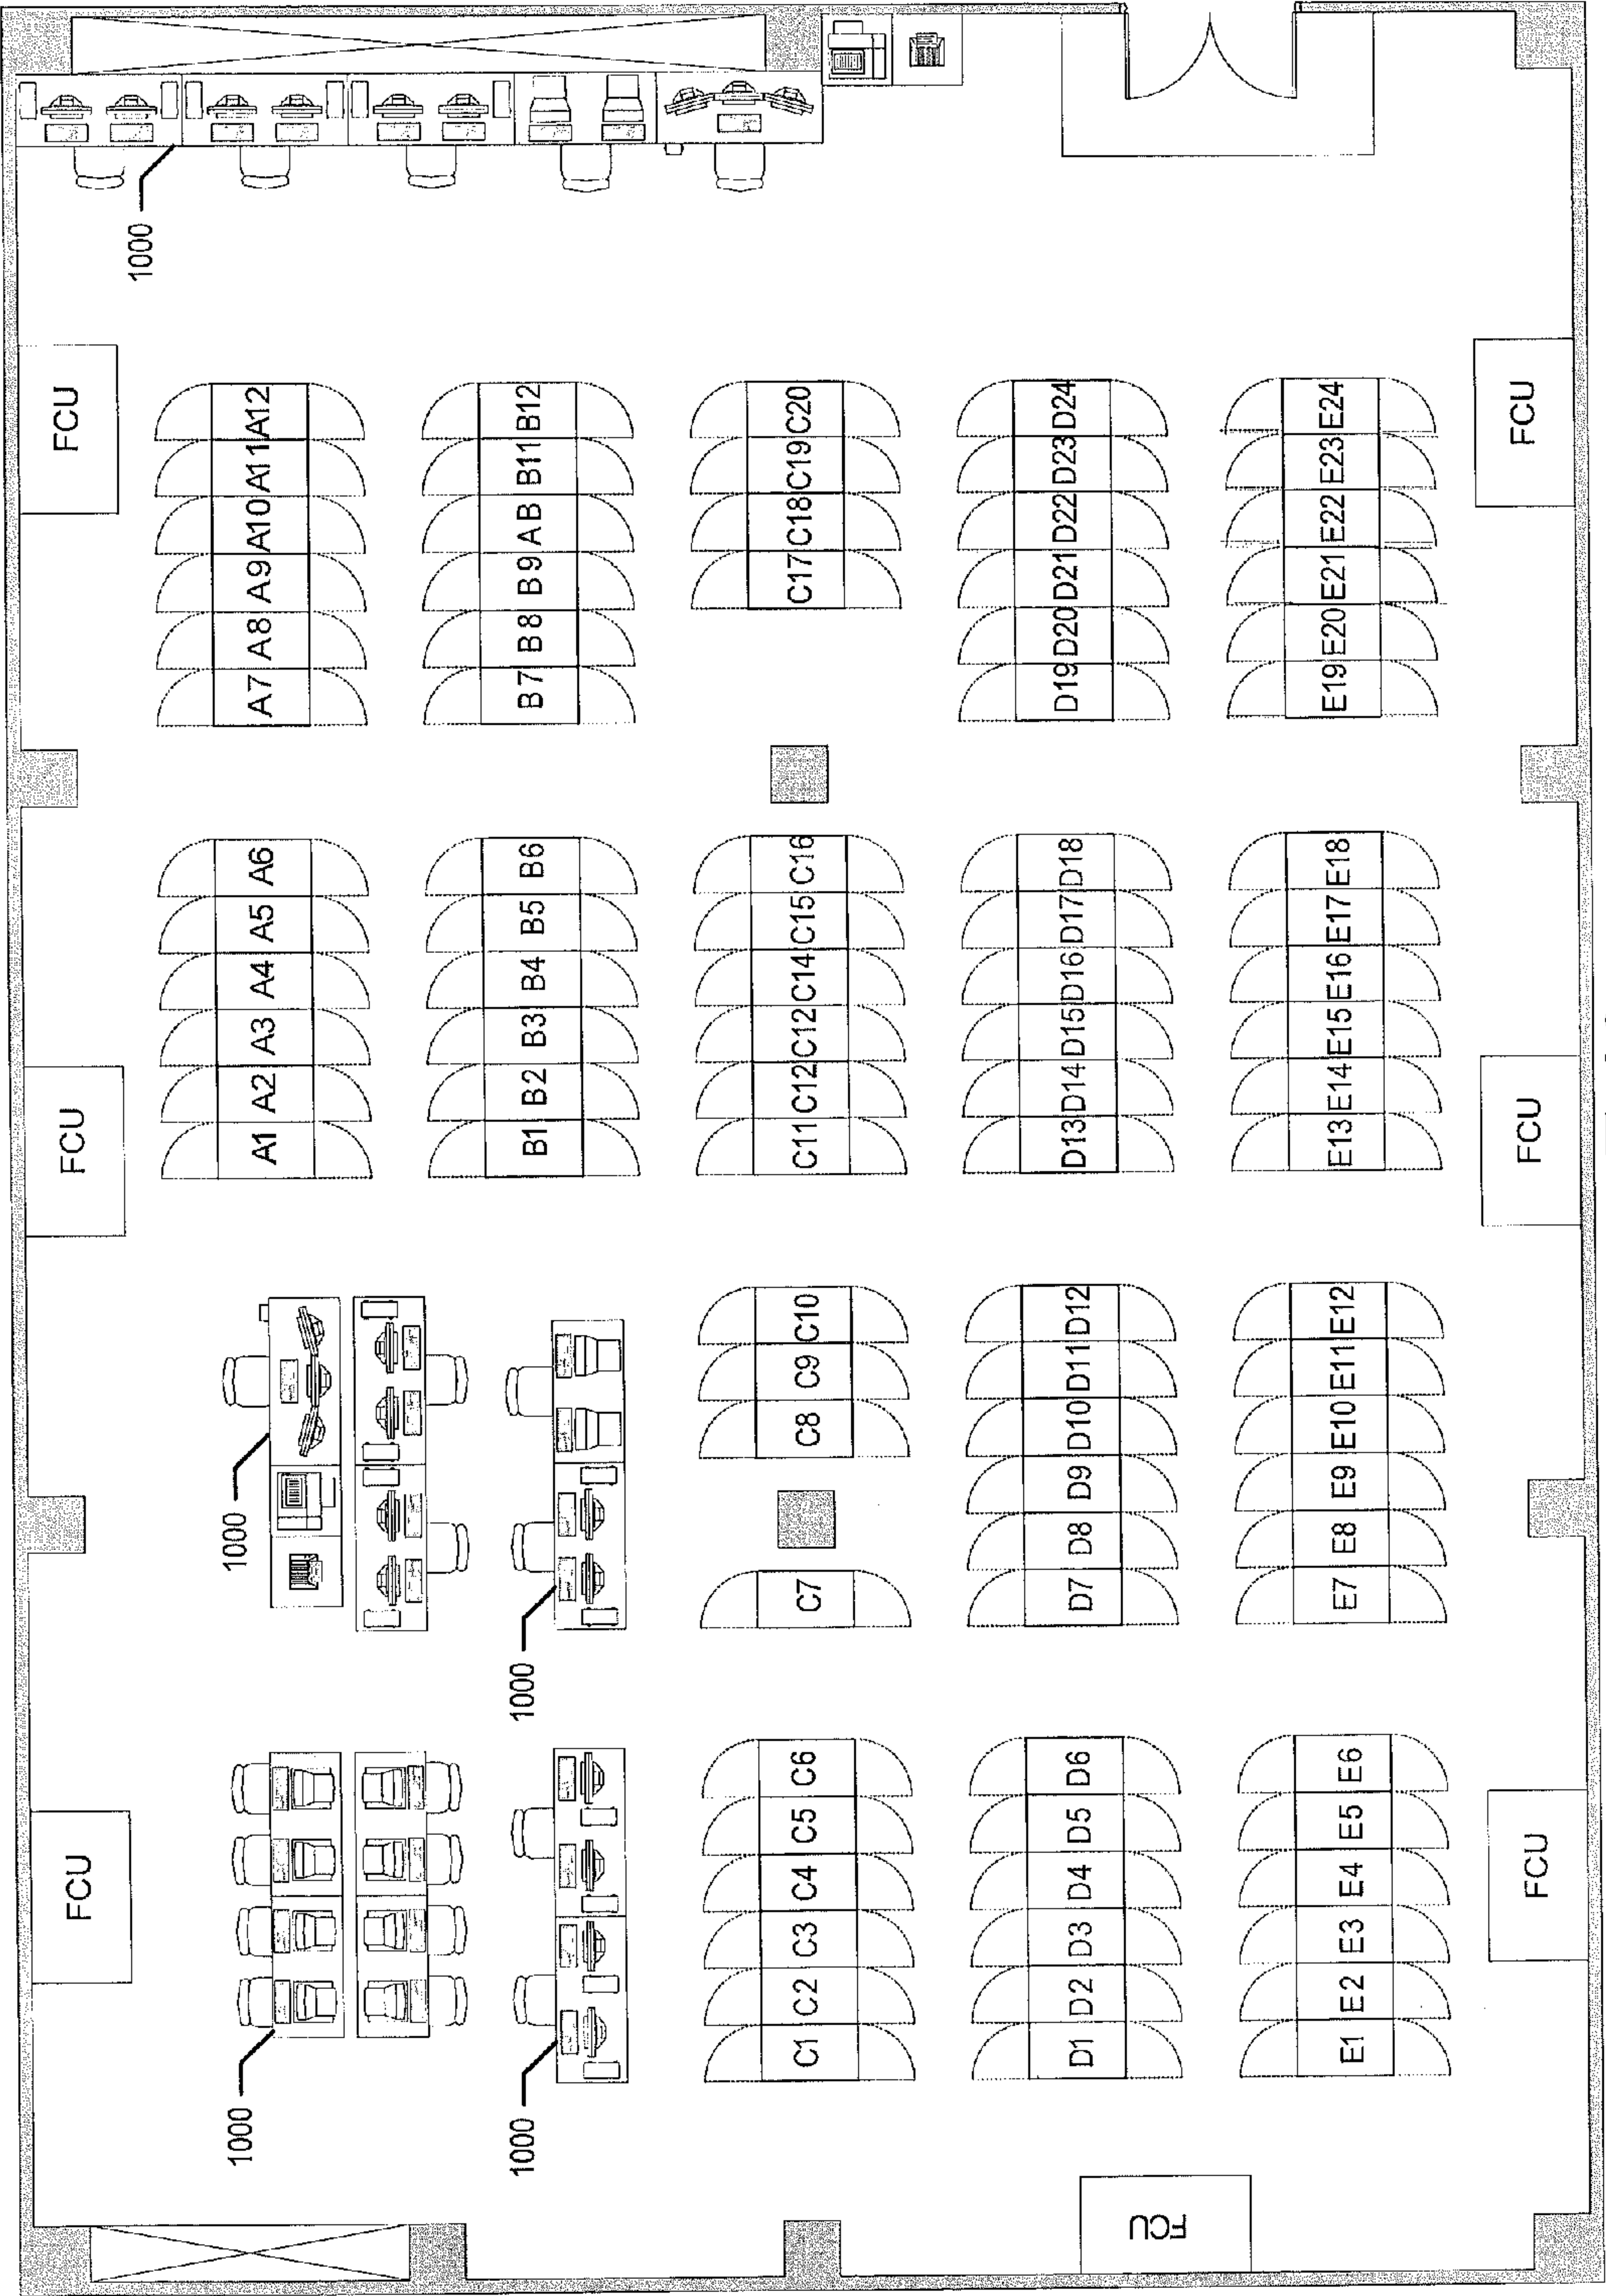 1000
FCU
FCU
A7 A8 A9 A10 A11 A12
B7 B8 B9 AB B11 B12
C17 C18 C19 C20
D19 D20 D21 D22 D23 D24
E19 E20 E21 E22 E23 E24
A1 A2 A3 A4 A5 A6
B1 B2 B3 B4 B5 B6
C11 C12 C12 C14 C15 C16
D13 D14 D15 D16 D17 D18
E13 E14 E15 E16 E17 E18
FCU
FCU
1000
1000
C7 C8 C9 C10
D7 D8 D9 D10 D11 D12
E7 E8 E9 E10 E11 E12
FCU
FCU
1000
1000
C1 C2 C3 C4 C5 C6
D1 D2 D3 D4 D5 D6
E1 E2 E3 E4 E5 E6
FCU